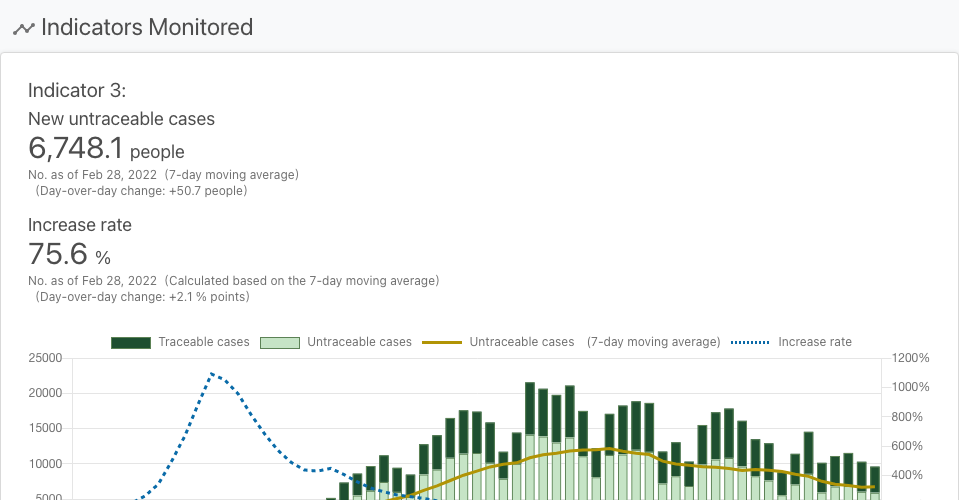 Indicators Monitored
Indicator 3:
New untraceable cases
6,748.1 people
No. as of Feb 28, 2022 (7-day moving average)
(Day-over-day change: +50.7 people)
Increase rate
75.6 %
No. as of Feb 28, 2022 (Calculated based on the 7-day moving average)
(Day-over-day change: +2.1 % points)
Traceable cases Untraceable cases Untraceable cases (7-day moving average) Increase rate
25000 1200%
20000 1000%
15000 800%
10000 600%
5000 400%